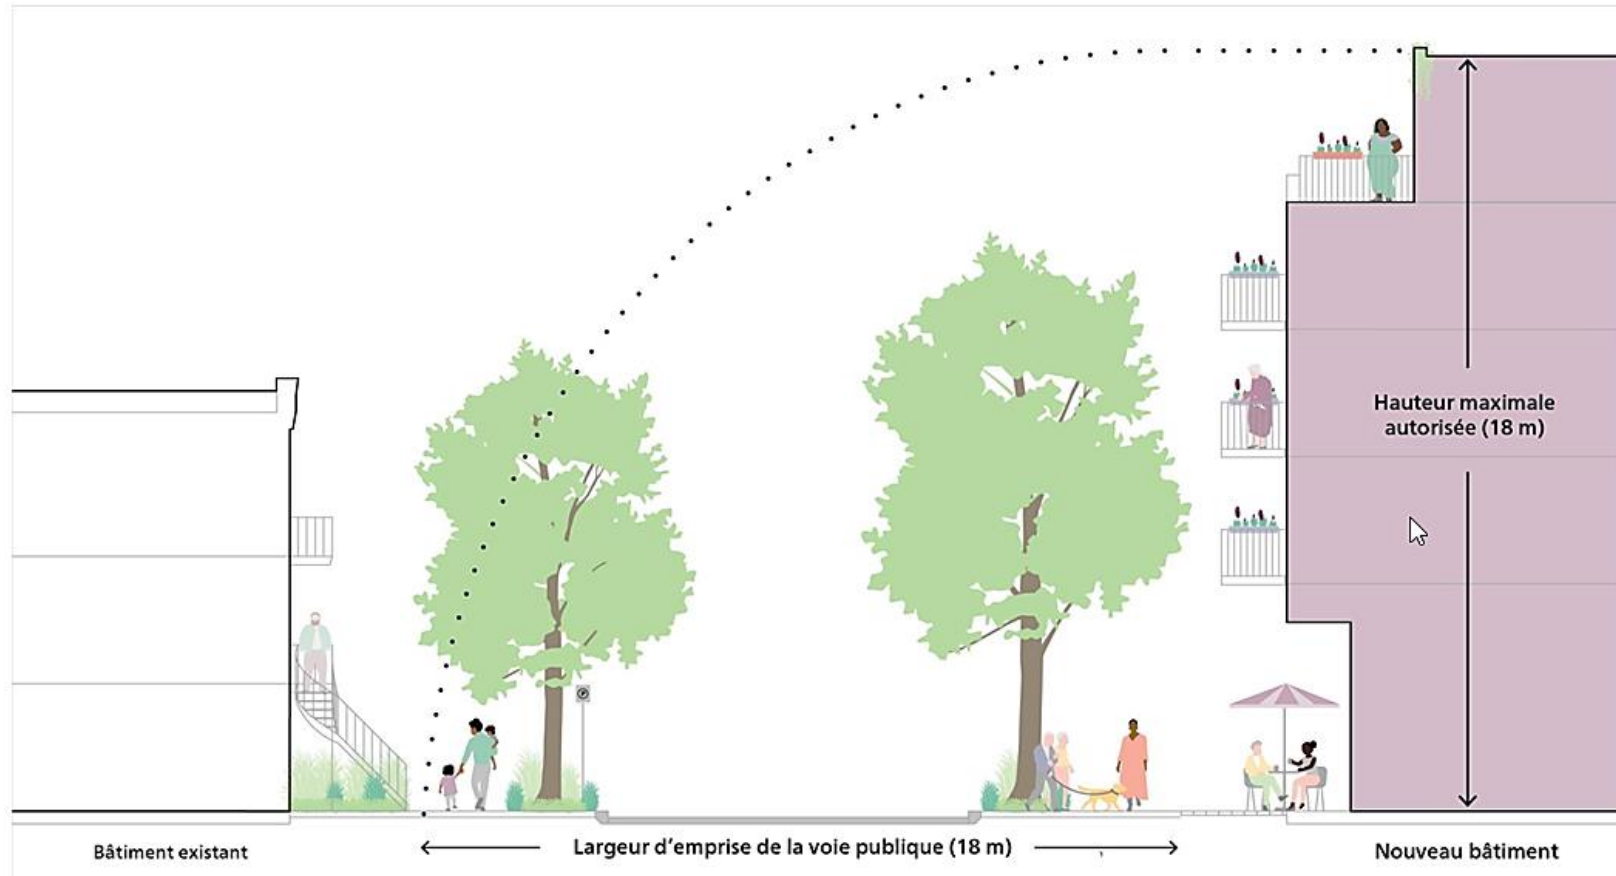 Hauteur maximale
autorisée (18 m)
Bâtiment existant
Largeur d'emprise de la voie publique (18 m)
Nouveau bâtiment